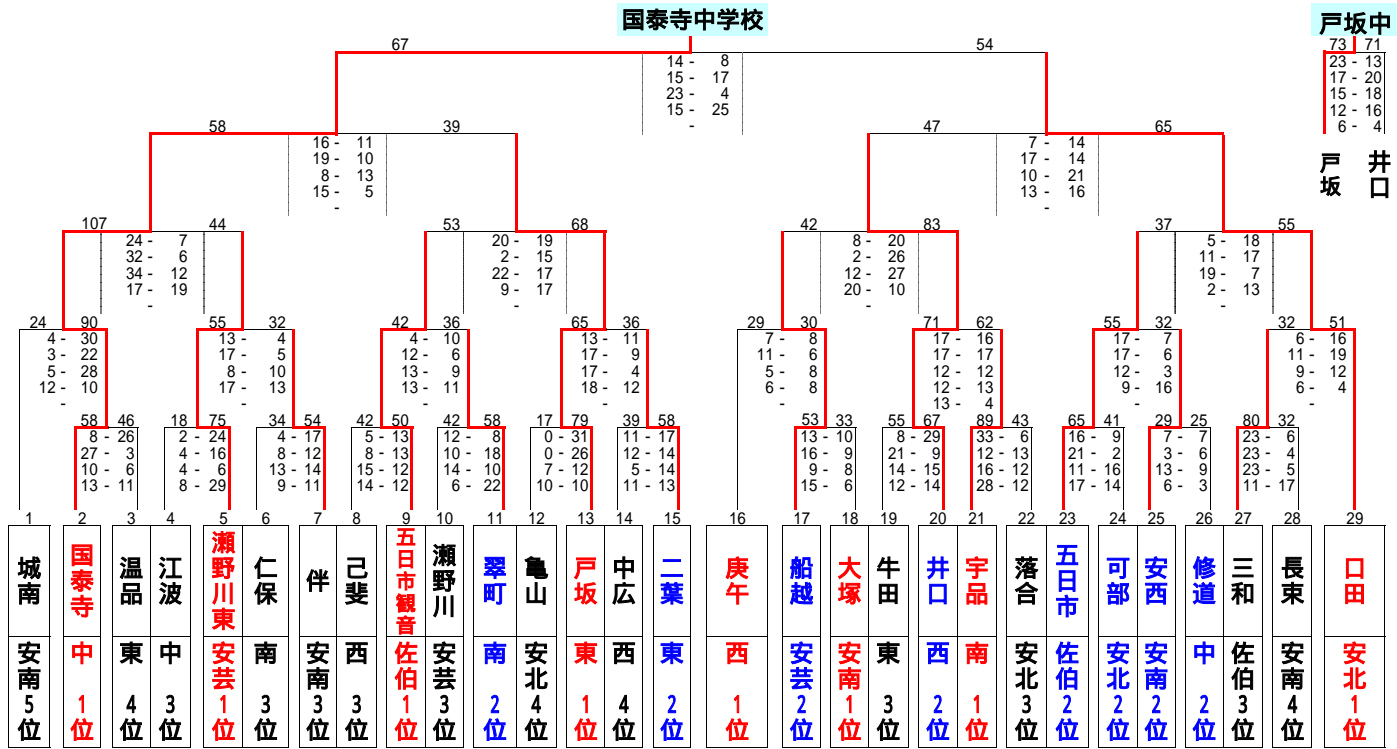 国泰寺中学校 戸坂中
67 54 73 71
14 - 8 23 - 13
15 - 17 17 - 20
23 - 4 15 - 18
15 - 25 12 - 16
- 6 - 4
戸坂 井口
58 39 47 65
16 - 11 7 - 14
19 - 10 17 - 14
8 - 13 10 - 21
15 - 5 13 - 16
- -
107 44 53 68 42 83 37 55
24 - 7 20 - 19 8 - 20 5 - 18
32 - 6 2 - 15 2 - 26 11 - 17
34 - 12 22 - 17 12 - 27 19 - 7
17 - 19 9 - 17 20 - 10 2 - 13
- - - -
24 90 55 32 42 36 65 36 29 30 71 62 55 32 32 51
4 - 30 13 - 4 4 - 10 13 - 11 7 - 8 17 - 16 17 - 7 6 - 16
3 - 22 17 - 5 12 - 6 17 - 9 11 - 6 17 - 17 17 - 6 11 - 19
5 - 28 8 - 10 13 - 9 17 - 4 5 - 8 12 - 12 12 - 3 9 - 12
12 - 10 17 - 13 13 - 11 18 - 12 6 - 8 12 - 13 9 - 16 6 - 4
- - - - - 13 - 4 - -
58 46 18 75 34 54 42 50 42 58 17 79 39 58 53 33 55 67 89 43 65 41 29 25 80 32
8 - 26 2 - 24 4 - 17 5 - 13 12 - 8 0 - 31 11 - 17 13 - 10 8 - 29 33 - 6 16 - 9 7 - 7 23 - 6
27 - 3 4 - 16 8 - 12 8 - 13 10 - 18 0 - 26 12 - 14 16 - 9 21 - 9 12 - 13 21 - 2 3 - 6 23 - 4
10 - 6 4 - 6 13 - 14 15 - 12 14 - 10 7 - 12 5 - 14 9 - 8 14 - 15 16 - 12 11 - 16 13 - 9 23 - 5
13 - 11 8 - 29 9 - 11 14 - 12 6 - 22 10 - 10 11 - 13 15 - 6 12 - 14 28 - 12 17 - 14 6 - 3 11 - 17
1 2 3 4 5 6 7 8 9 10 11 12 13 14 15 16 17 18 19 20 21 22 23 24 25 26 27 28 29
城南 国泰寺 温品 江波 瀬野川東 仁保 伴 己斐 五日市観音 瀬野川 翠町 亀山 戸坂 中広 二葉 庚午 船越 大塚 牛田 井口 宇品 落合 五日市 可部 安西 修道 三和 長束 口田
安南5位 中1位 東4位 中3位 安芸1位 南3位 安南3位 西3位 佐伯1位 安芸3位 南2位 安北4位 東1位 西4位 東2位 西1位 安芸2位 安南1位 東3位 西2位 南1位 安北3位 佐伯2位 安北2位 安南2位 中2位 佐伯3位 安南4位 安北1位